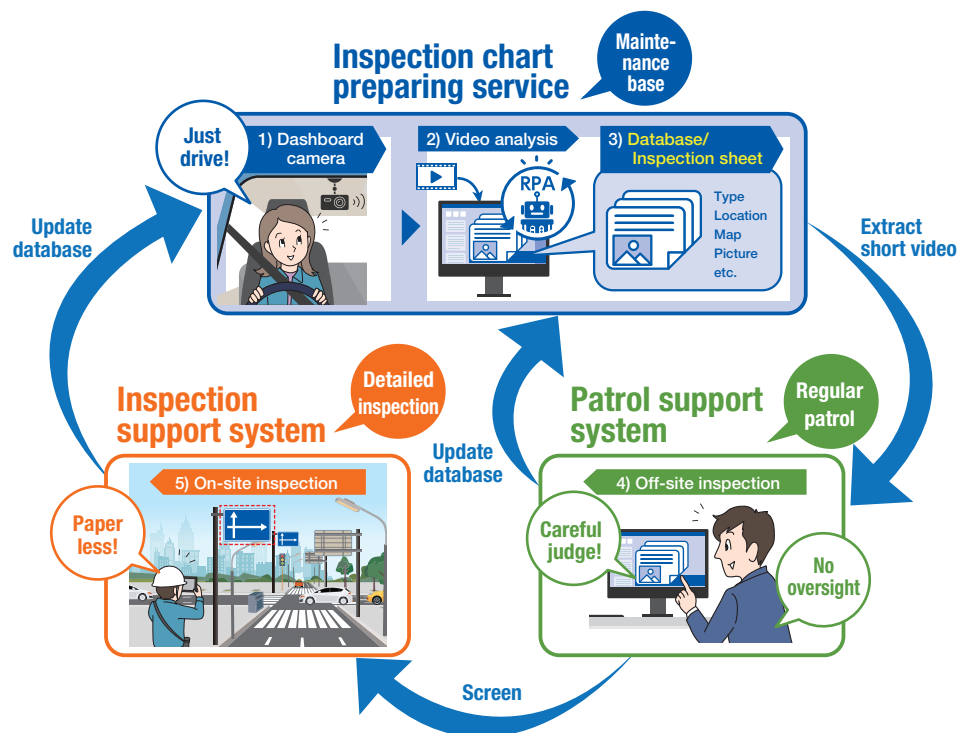 Inspection chart
preparing service
Mainte-
nance
base
Just
drive!
1) Dashboard
camera
2) Video analysis
RPA
3) Database/
Inspection sheet
Type
Location
Map
Picture
etc.
Update
database
Extract
short video
Inspection
support system
Detailed
inspection
5) On-site inspection
Paper
less!
Update
database
Patrol support
system
Regular
patrol
4) Off-site inspection
Careful
judge!
No
oversight
Screen